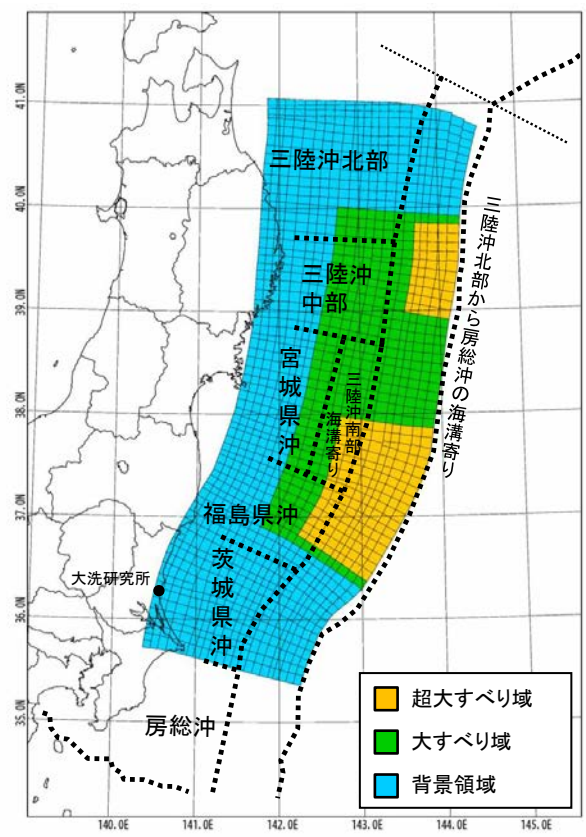 41.0N
40.0N
39.0N
38.0N
37.0N
36.0N
35.0N
三陸沖北部
三陸沖
中部
宮城県沖
三陸沖南部
海溝寄り
三陸沖北部から房総沖の海溝寄り
福島県沖
茨城県沖
大洗研究所
房総沖
超大すべり域
大すべり域
背景領域
140.0E
141.0E
142.0E
143.0E
144.0E
145.0E